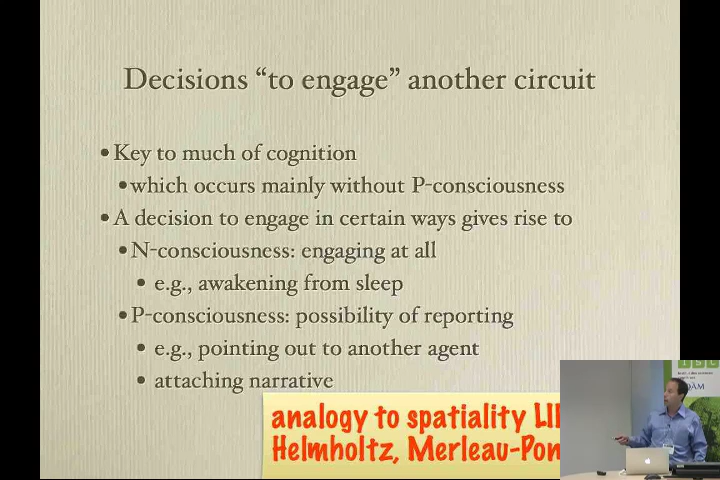 Decisions “to engage” another circuit
•Key to much of cognition
•which occurs mainly without P-consciousness
•A decision to engage in certain ways gives rise to
•N-consciousness: engaging at all
• e.g., awakening from sleep
•P-consciousness: possibility of reporting
• e.g., pointing out to another agent
• attaching narrative
analogy to spatiality
Helmholtz,